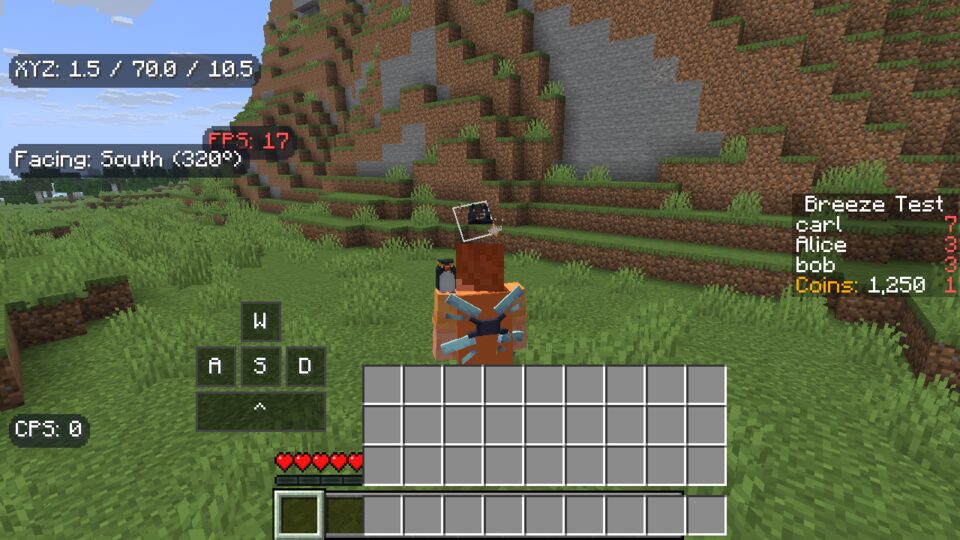 XYZ: 1.5 / 70.0 / 10.5
FPS: 17
Facing: South (320°)
Breeze Test
carl 7
Alice 3
bob 3
Coins: 1,250 1
W
A S D
^
CPS: 0